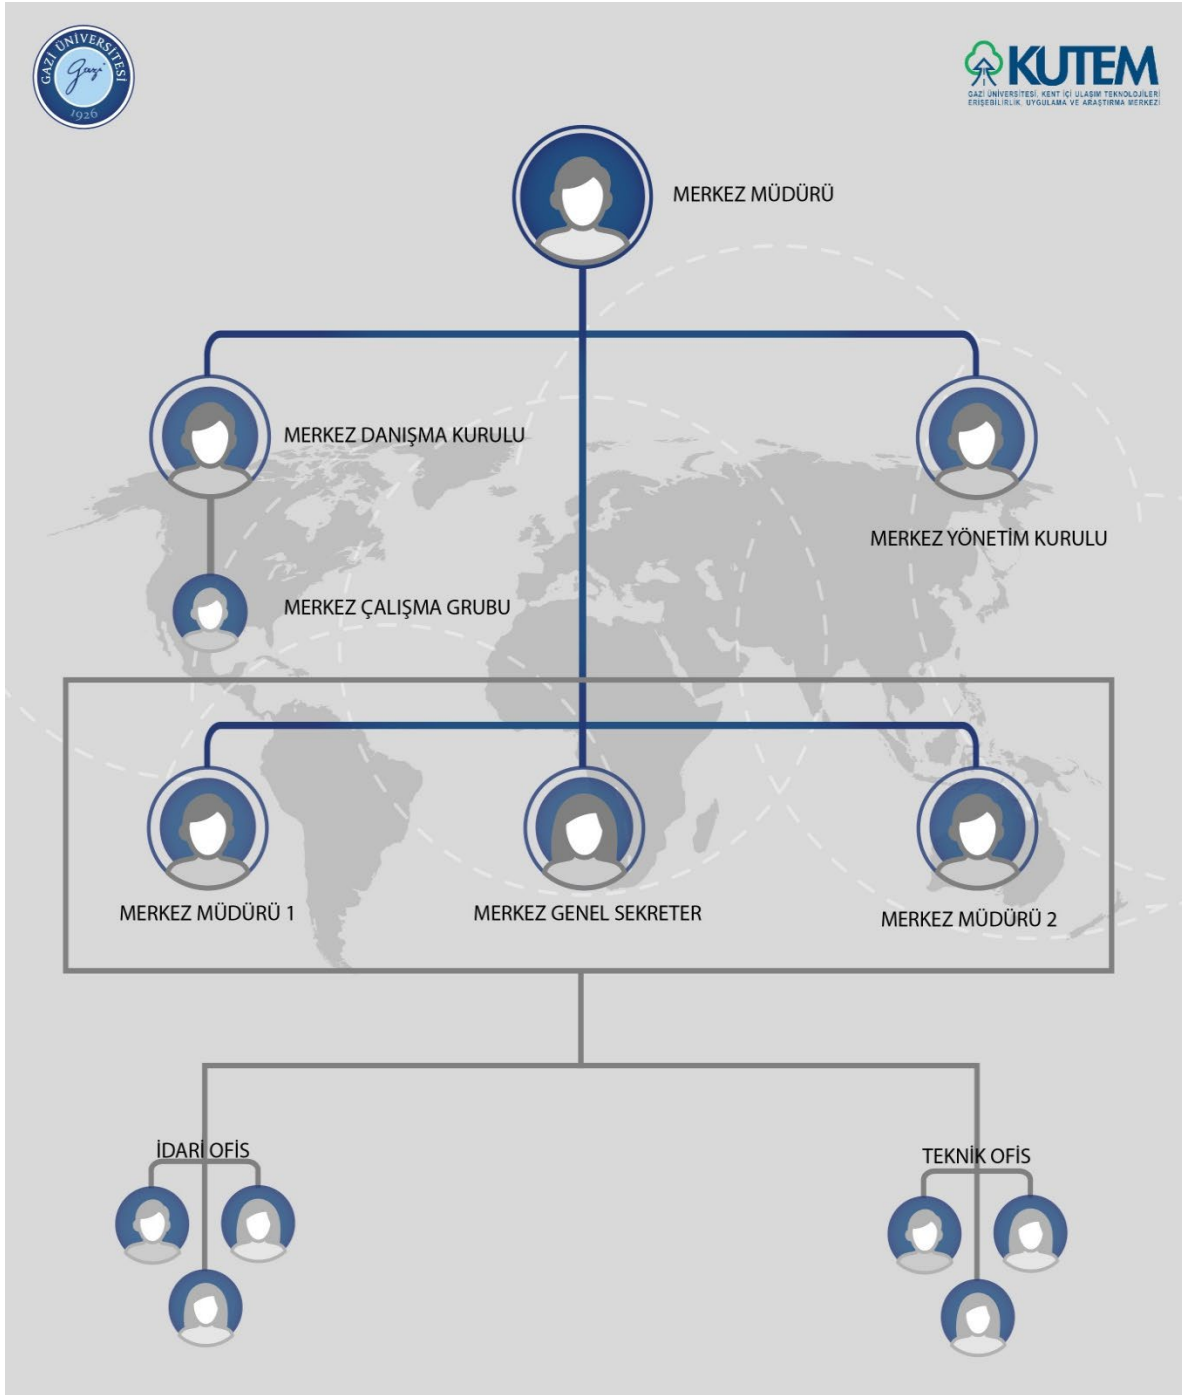 GAZİ ÜNİVERSİTESİ
Gazi
1926
KUTEM
GAZİ ÜNİVERSİTESİ, KENT İÇİ ULAŞIM TEKNOLOJİLERİ
ERİŞEBİLİRLİK, UYGULAMA VE ARAŞTIRMA MERKEZİ
MERKEZ MÜDÜRÜ
MERKEZ DANIŞMA KURULU
MERKEZ YÖNETİM KURULU
MERKEZ ÇALIŞMA GRUBU
MERKEZ MÜDÜRÜ 1
MERKEZ GENEL SEKRETER
MERKEZ MÜDÜRÜ 2
İDARİ OFİS
TEKNİK OFİS